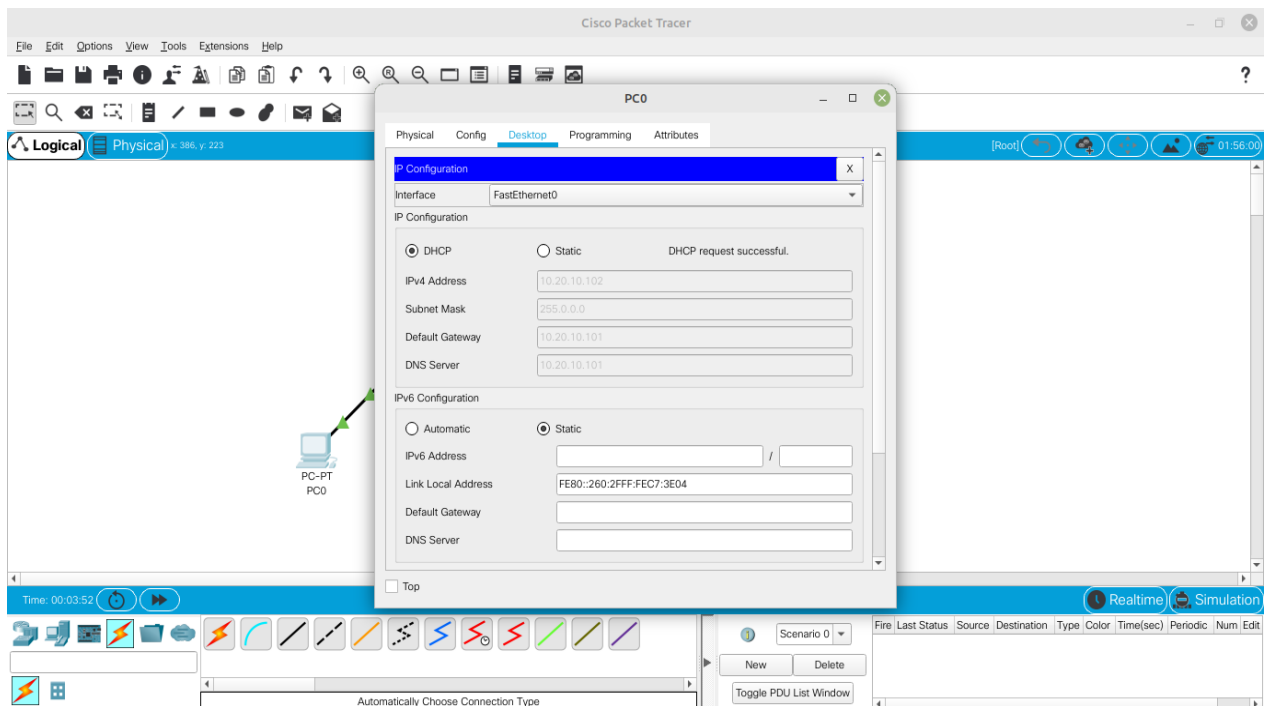 Cisco Packet Tracer
File Edit Options View Tools Extensions Help
?
PC0
Physical Config Desktop Programming Attributes
Logical Physical x: 386, y: 223 [Root] 01:56:00
IP Configuration X
Interface FastEthernet0
IP Configuration
DHCP Static DHCP request successful.
IPv4 Address 10.20.10.102
Subnet Mask 255.0.0.0
Default Gateway 10.20.10.101
DNS Server 10.20.10.101
IPv6 Configuration
Automatic Static
IPv6 Address /
Link Local Address FE80::260:2FFF:FEC7:3E04
Default Gateway
DNS Server
PC-PT
PC0
Top
Time: 00:03:52 Realtime Simulation
Scenario 0 Fire Last Status Source Destination Type Color Time(sec) Periodic Num Edit
New Delete
Toggle PDU List Window
Automatically Choose Connection Type